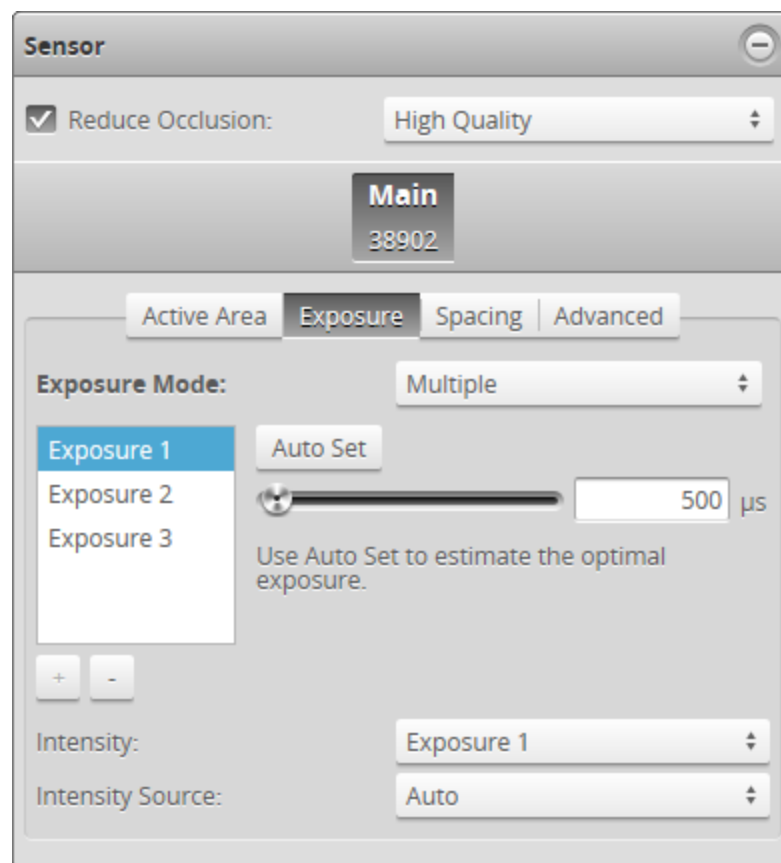 Sensor
Reduce Occlusion: High Quality
Main
38902
Active Area Exposure Spacing Advanced
Exposure Mode: Multiple
Exposure 1 Auto Set
Exposure 2 500 µs
Exposure 3
Use Auto Set to estimate the optimal
exposure.
+ -
Intensity: Exposure 1
Intensity Source: Auto